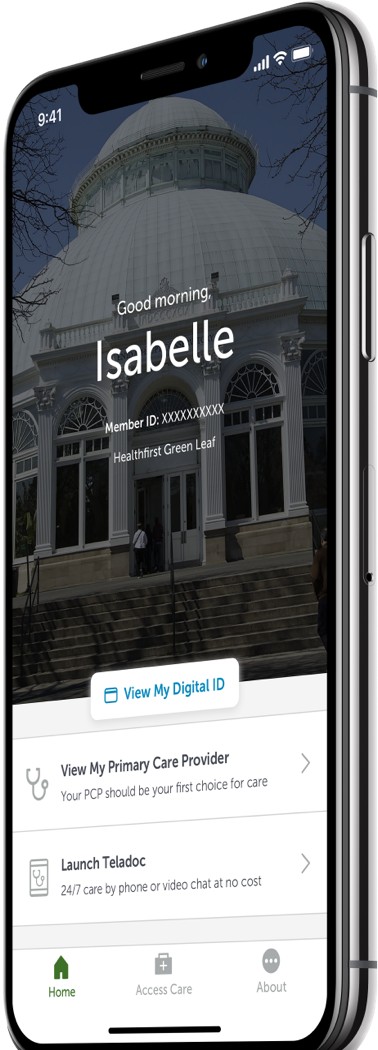 9:41
Good morning,
Isabelle
Member ID: XXXXXXXXXX
Healthfirst Green Leaf
View My Digital ID
View My Primary Care Provider
Your PCP should be your first choice for care
Launch Teladoc
24/7 care by phone or video chat at no cost
Home
Access Care
About